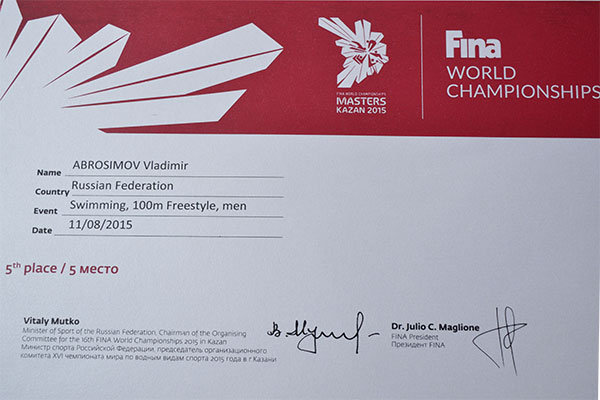 FINA WORLD CHAMPIONSHIPS
MASTERS
KAZAN 2015
Fina
WORLD
CHAMPIONSHIPS
Name ABROSIMOV Vladimir
Country Russian Federation
Event Swimming, 100m Freestyle, men
Date 11/08/2015
5th place / 5 место
Vitaly Mutko
Minister of Sport of the Russian Federation, Chairman of the Organising
Committee for the 16th FINA World Championships 2015 in Kazan
Министр спорта Российской Федерации, председатель организационного
комитета XVI чемпионата мира по водным видам спорта 2015 года в г.Казани
Dr. Julio C. Maglione
FINA President
Президент FINA